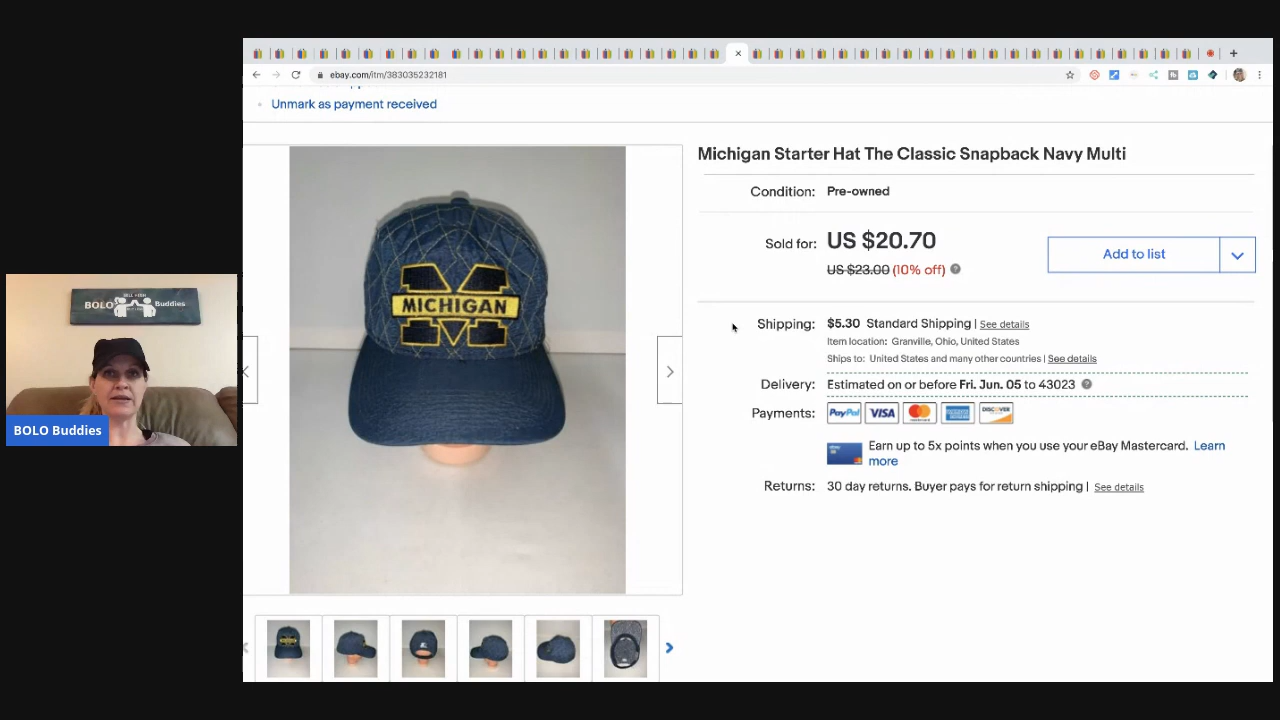 ebay.com/itm/383035232181
Unmark as payment received
Michigan Starter Hat The Classic Snapback Navy Multi
Condition: Pre-owned
Sold for: US $20.70
Add to list
US $23.00 (10% off)
MICHIGAN
Shipping: $5.30 Standard Shipping | See details
Item location: Granville, Ohio, United States
Ships to: United States and many other countries | See details
Delivery: Estimated on or before Fri. Jun. 05 to 43023
Payments: PayPal VISA DISCOVER
Earn up to 5x points when you use your eBay Mastercard. Learn
more
Returns: 30 day returns. Buyer pays for return shipping | See details
BOLO Buddies
BOLO Buddies